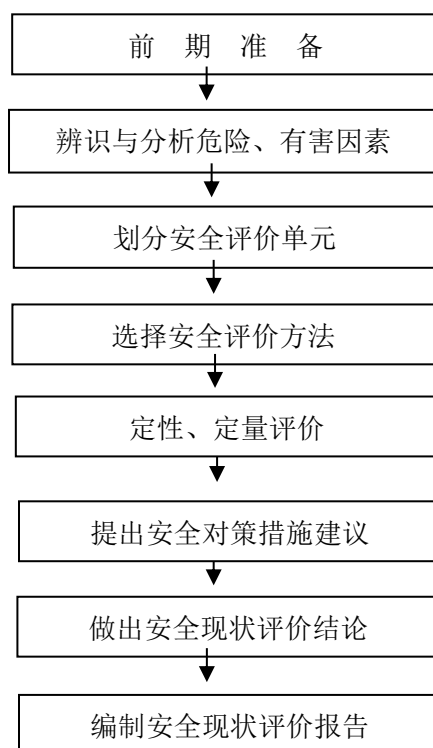 前 期 准 备
辨识与分析危险、有害因素
划分安全评价单元
选择安全评价方法
定性、定量评价
提出安全对策措施建议
做出安全现状评价结论
编制安全现状评价报告